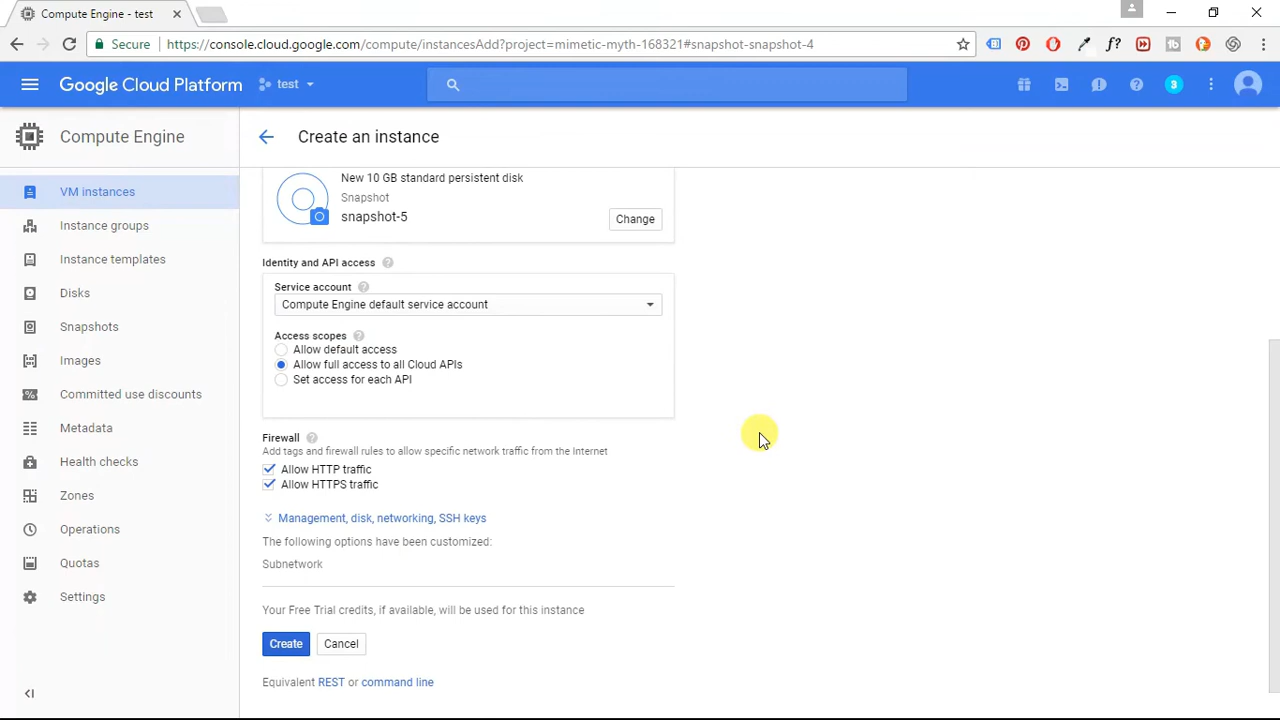 Compute Engine - test
Secure
https://console.cloud.google.com/compute/instancesAdd?project=mimetic-myth-168321#snapshot-snapshot-4
Google Cloud Platform
test
3
Compute Engine
Create an instance
VM instances
Instance groups
Instance templates
Disks
Snapshots
Images
Committed use discounts
Metadata
Health checks
Zones
Operations
Quotas
Settings
New 10 GB standard persistent disk
Snapshot
snapshot-5
Change
Identity and API access
Service account
Compute Engine default service account
Access scopes
Allow default access
Allow full access to all Cloud APIs
Set access for each API
Firewall
Add tags and firewall rules to allow specific network traffic from the Internet
Allow HTTP traffic
Allow HTTPS traffic
Management, disk, networking, SSH keys
The following options have been customized:
Subnetwork
Your Free Trial credits, if available, will be used for this instance
Create
Cancel
Equivalent REST or command line